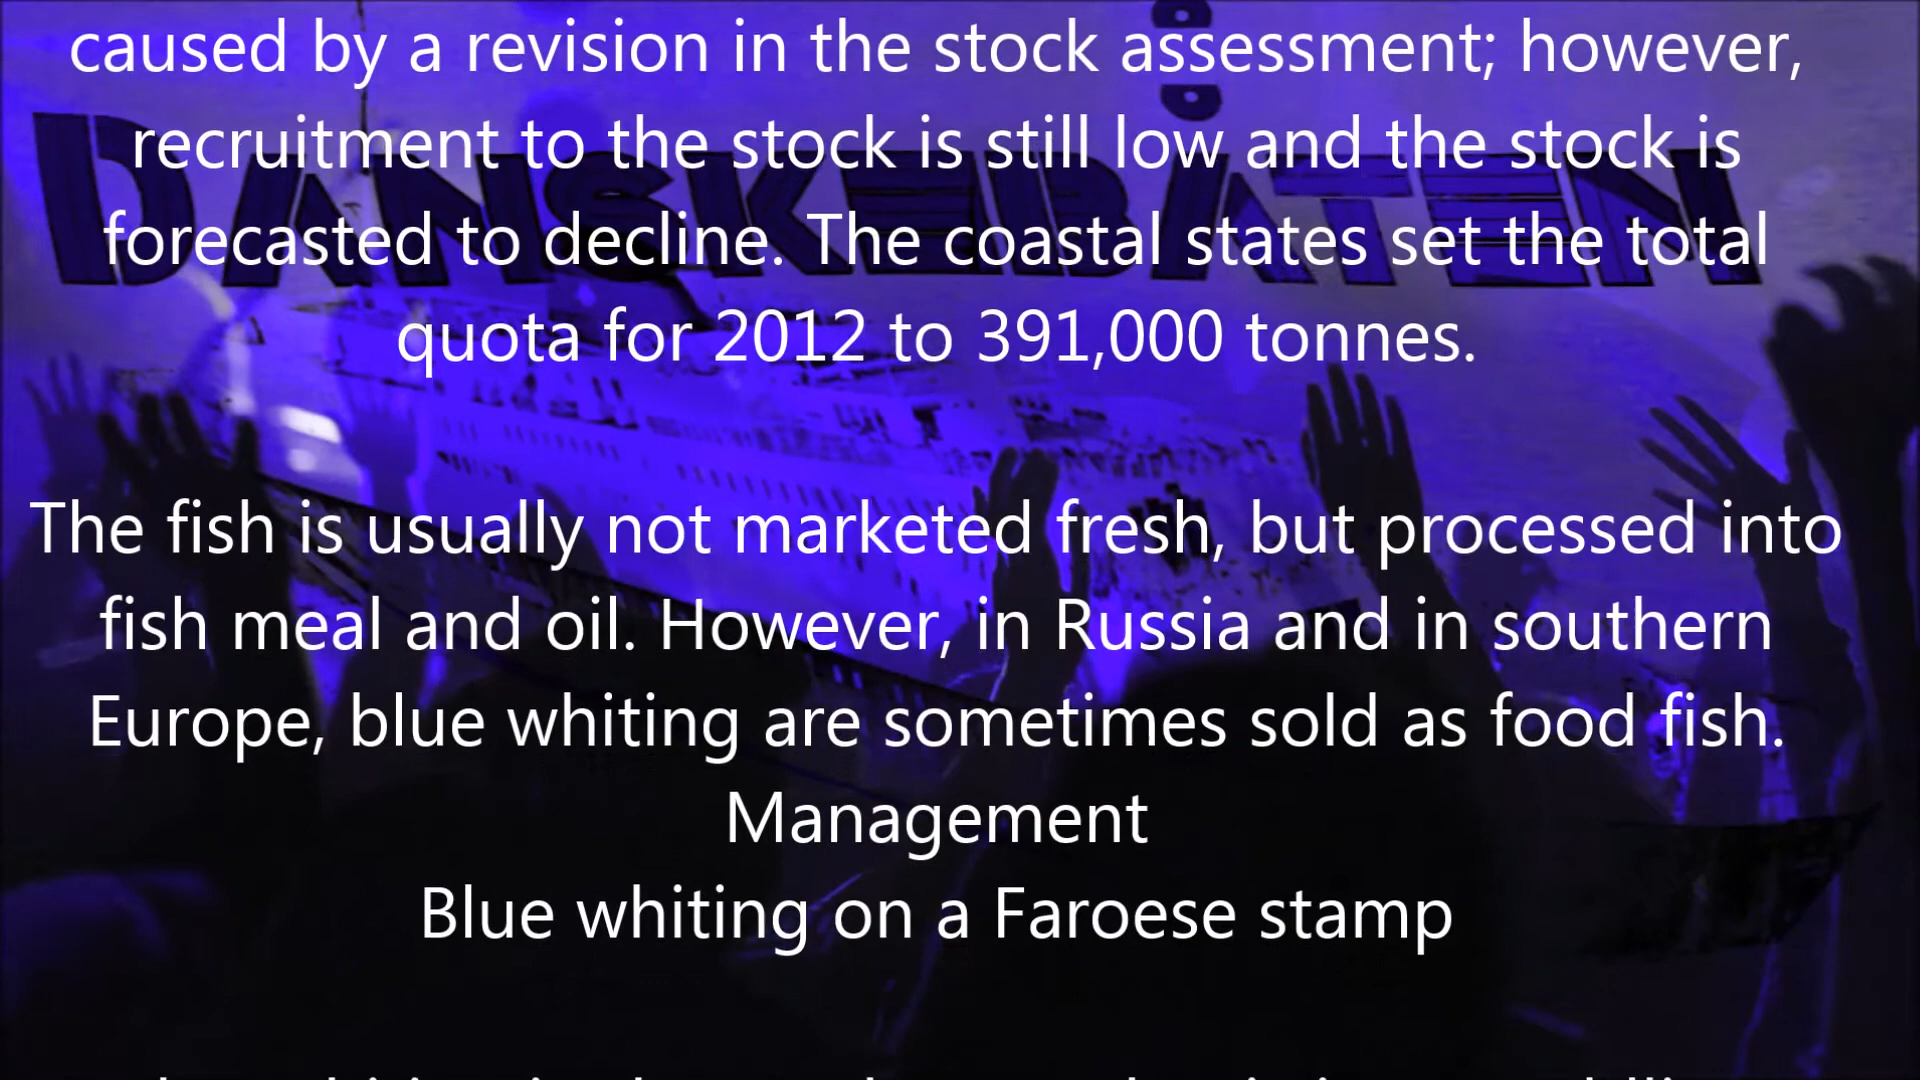 caused by a revision in the stock assessment; however,
recruitment to the stock is still low and the stock is
forecasted to decline. The coastal states set the total
quota for 2012 to 391,000 tonnes.
DANSKEBÅTEN
The fish is usually not marketed fresh, but processed into
fish meal and oil. However, in Russia and in southern
Europe, blue whiting are sometimes sold as food fish.
Management
Blue whiting on a Faroese stamp